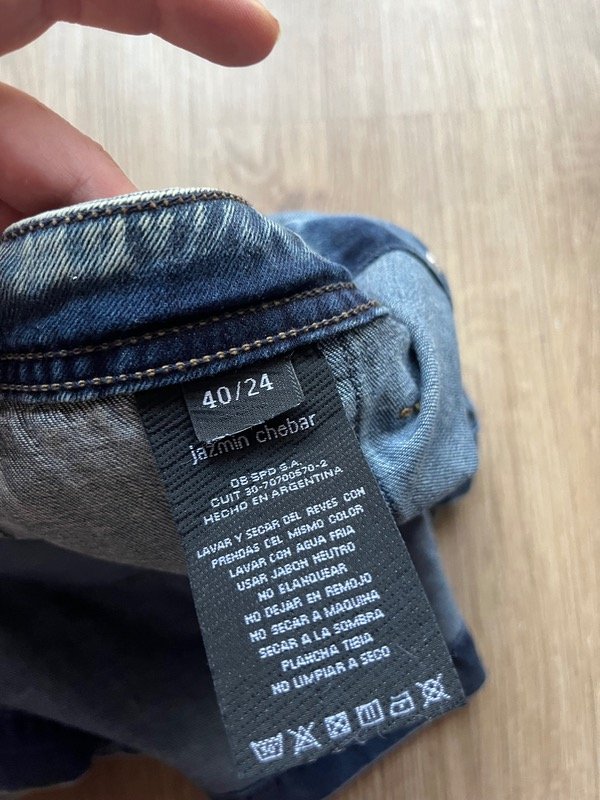 40/24
jazmin chebar
DB SPD S.A.
CUIT 30-70700570-2
HECHO EN ARGENTINA
LAVAR Y SECAR DEL REVES CON
PRENDAS DEL MISMO COLOR
LAVAR CON AGUA FRIA
USAR JABON NEUTRO
NO BLANQUEAR
NO DEJAR EN REMOJO
NO SECAR A MAQUINA
SECAR A LA SOMBRA
PLANCHA TIBIA
NO LIMPIAR A SECO